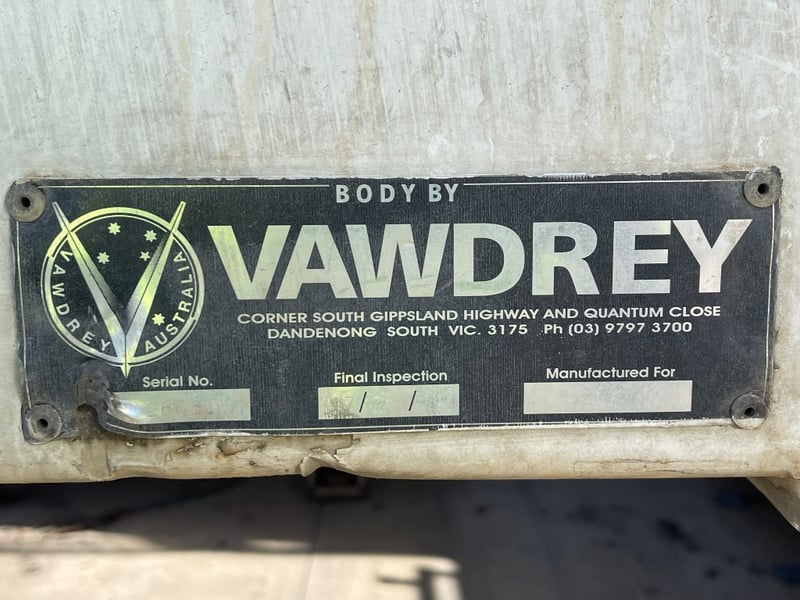 BODY BY
VAWDREY
VAWDREY AUSTRALIA
CORNER SOUTH GIPPSLAND HIGHWAY AND QUANTUM CLOSE
DANDENONG SOUTH VIC. 3175 Ph (03) 9797 3700
Serial No.
Final Inspection
Manufactured For
/ /